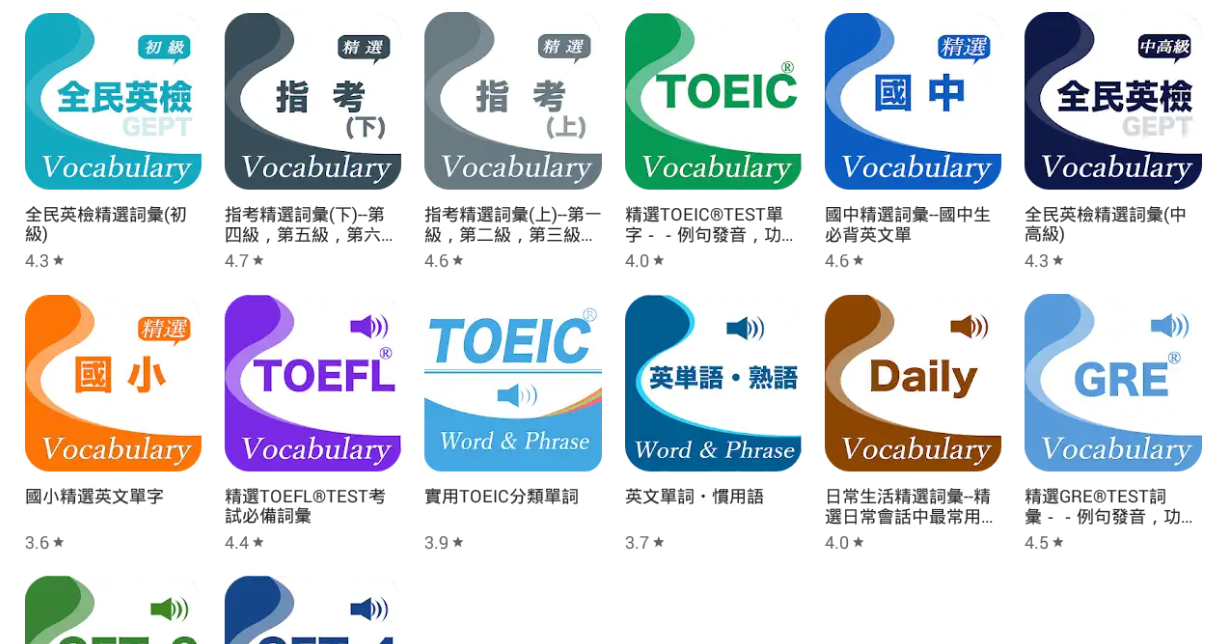 初級
全民英檢
GEPT
Vocabulary
精選
指考
(下)
Vocabulary
精選
指考
(上)
Vocabulary
TOEIC®
Vocabulary
精選
國中
Vocabulary
中高級
全民英檢
GEPT
Vocabulary
全民英檢精選詞彙(初
級)
4.3★
指考精選詞彙(下)--第
四級，第五級，第六...
4.7★
指考精選詞彙(上)--第一
級，第二級，第三級...
4.6★
精選TOEIC®TEST單
字 - - 例句發音，功...
4.0★
國中精選詞彙--國中生
必背英文單
4.6★
全民英檢精選詞彙(中
高級)
4.3★
精選
國小
Vocabulary
TOEFL®
Vocabulary
TOEIC®
Word & Phrase
英単語・熟語
Word & Phrase
Daily
Vocabulary
GRE®
Vocabulary
國小精選英文單字
3.6★
精選TOEFL®TEST考
試必備詞彙
4.4★
實用TOEIC分類單詞
3.9★
英文單詞・慣用語
3.7★
日常生活精選詞彙--精
選日常會話中最常用...
4.0★
精選GRE®TEST詞
彙 - - 例句發音，功...
4.5★